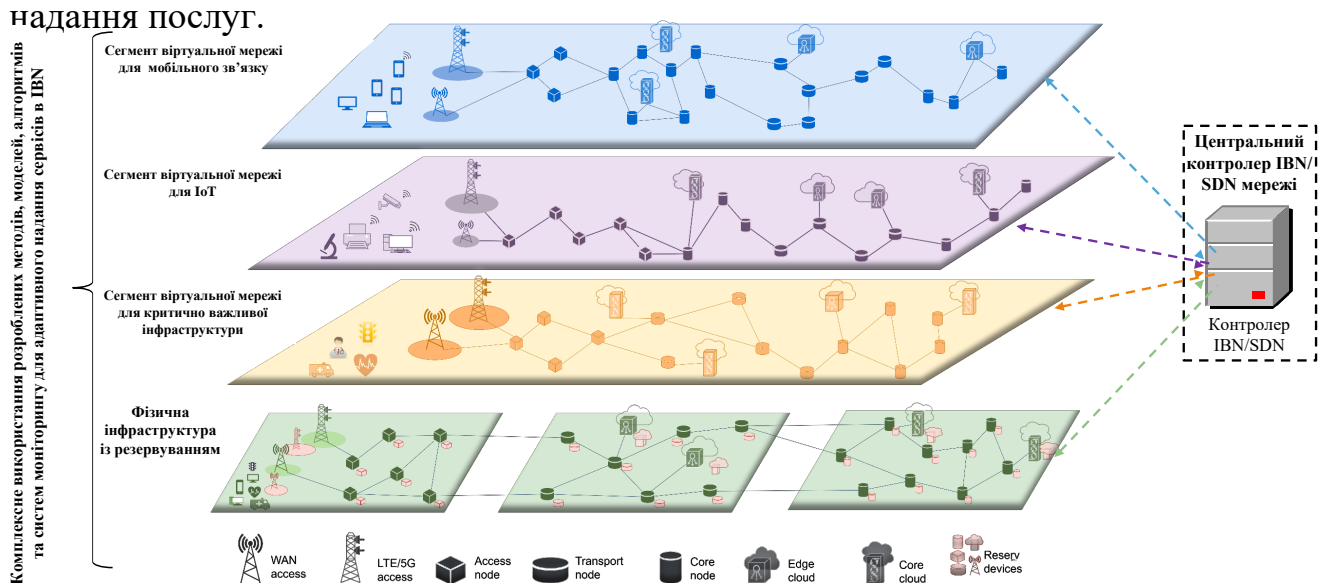 надання послуг.
Комплексне використання розроблених методів, моделей, алгоритмів
та систем моніторингу для адаптивного надання сервісів в IBN
Сегмент віртуальної мережі
для мобільного зв’язку
Сегмент віртуальної мережі
для IoT
Сегмент віртуальної мережі
для критично важливої
інфраструктури
Фізична
інфраструктура
із резервуванням
Центральний
контролер IBN/
SDN мережі
Контролер
IBN/SDN
WAN
access
LTE/5G
access
Access
node
Transport
node
Core
node
Edge
cloud
Core
cloud
Reserv
devices